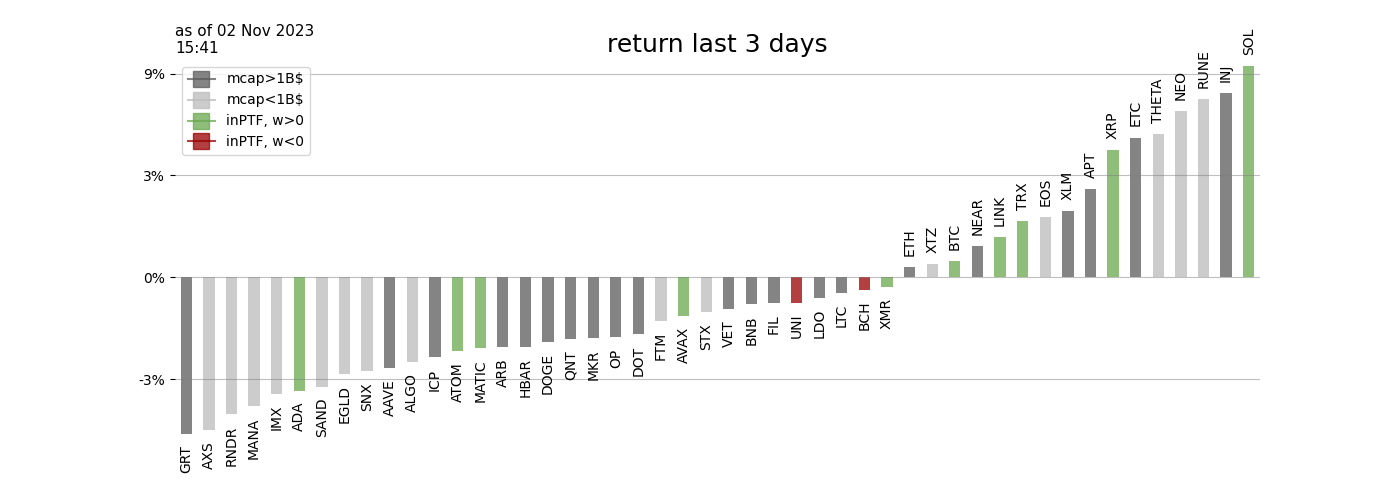 as of 02 Nov 2023
15:41
return last 3 days
mcap>1B$
mcap<1B$
inPTF, w>0
inPTF, w<0
9%
3%
0%
-3%
GRT
AXS
RNDR
MANA
IMX
ADA
SAND
EGLD
SNX
AAVE
ALGO
ICP
ATOM
MATIC
ARB
HBAR
DOGE
QNT
MKR
OP
DOT
FTM
AVAX
STX
VET
BNB
FIL
UNI
LDO
LTC
BCH
XMR
ETH
XTZ
BTC
NEAR
LINK
TRX
EOS
XLM
APT
XRP
ETC
THETA
NEO
RUNE
INJ
SOL